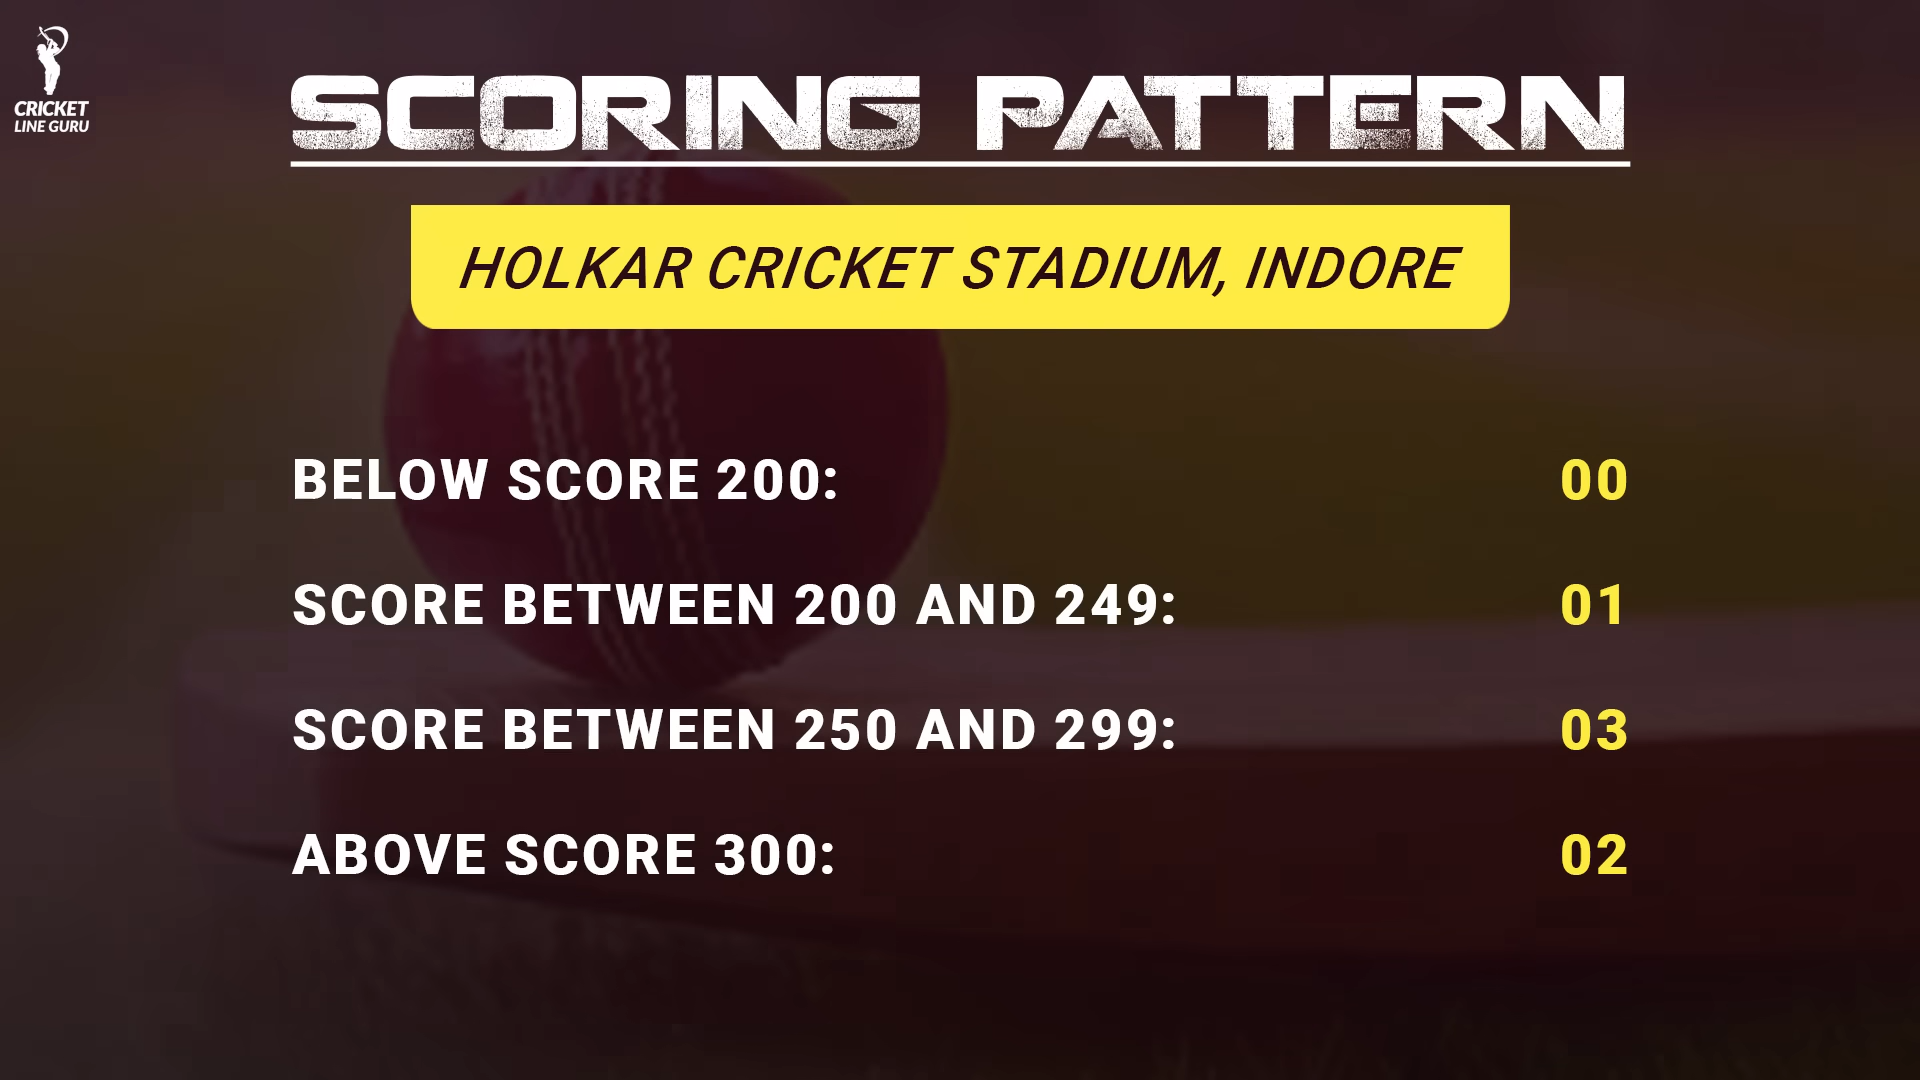 CRICKET
LINE GURU
SCORING PATTERN
HOLKAR CRICKET STADIUM, INDORE
BELOW SCORE 200: 00
SCORE BETWEEN 200 AND 249: 01
SCORE BETWEEN 250 AND 299: 03
ABOVE SCORE 300: 02